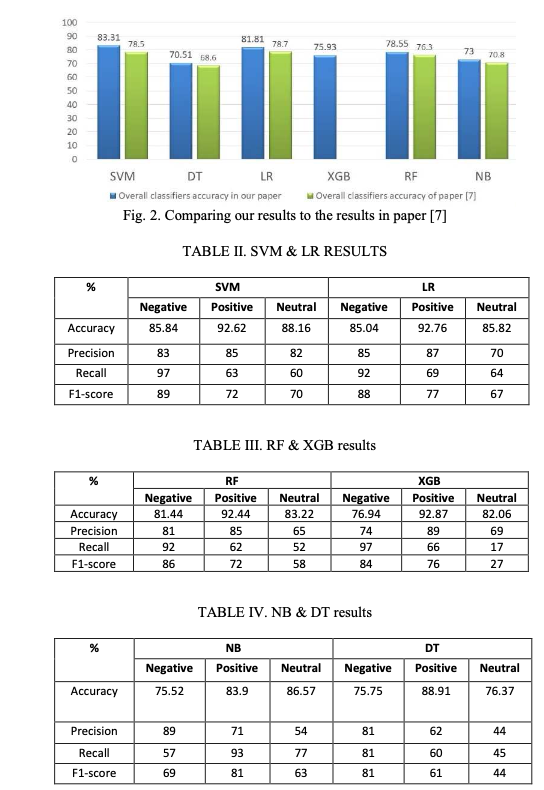 100
90
80
70
60
50
40
30
20
10
0
83.31 78.5 70.51 68.6 81.81 78.7 75.93 78.55 76.3 73 70.8
SVM DT LR XGB RF NB
Overall classifiers accuracy in our paper Overall classifiers accuracy of paper [7]
Fig. 2. Comparing our results to the results in paper [7]
TABLE II. SVM & LR RESULTS
% SVM LR
Negative Positive Neutral Negative Positive Neutral
Accuracy 85.84 92.62 88.16 85.04 92.76 85.82
Precision 83 85 82 85 87 70
Recall 97 63 60 92 69 64
F1-score 89 72 70 88 77 67
TABLE III. RF & XGB results
% RF XGB
Negative Positive Neutral Negative Positive Neutral
Accuracy 81.44 92.44 83.22 76.94 92.87 82.06
Precision 81 85 65 74 89 69
Recall 92 62 52 97 66 17
F1-score 86 72 58 84 76 27
TABLE IV. NB & DT results
% NB DT
Negative Positive Neutral Negative Positive Neutral
Accuracy 75.52 83.9 86.57 75.75 88.91 76.37
Precision 89 71 54 81 62 44
Recall 57 93 77 81 60 45
F1-score 69 81 63 81 61 44